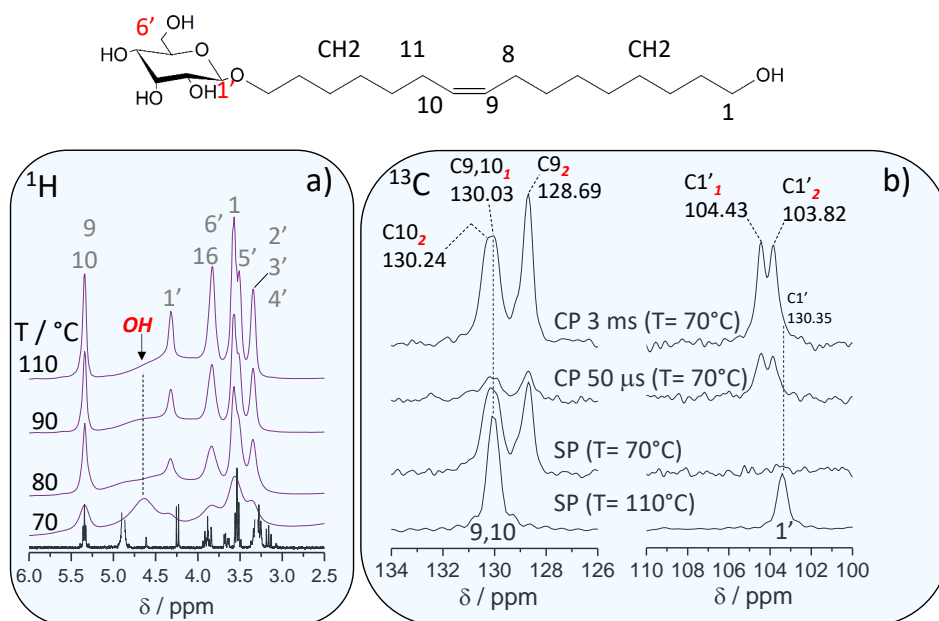 6’ OH
HO
O
HO
OH
OH
1’
O
CH2
11
8
CH2
OH
10
9
1
1H
a)
9
10
1’
6’
16
1
5’
2’
3’
4’
T / °C
OH
110
90
80
70
6.0 5.5 5.0 4.5 4.0 3.5 3.0 2.5
δ / ppm
13C
b)
C9,10₁
130.03
C9₂
128.69
C10₂
130.24
C1’₁
104.43
C1’₂
103.82
C1’
130.35
CP 3 ms (T= 70°C)
CP 50 μs (T= 70°C)
SP (T= 70°C)
SP (T= 110°C)
9,10
1’
134 132 130 128 126
110 108 106 104 102 100
δ / ppm
δ / ppm